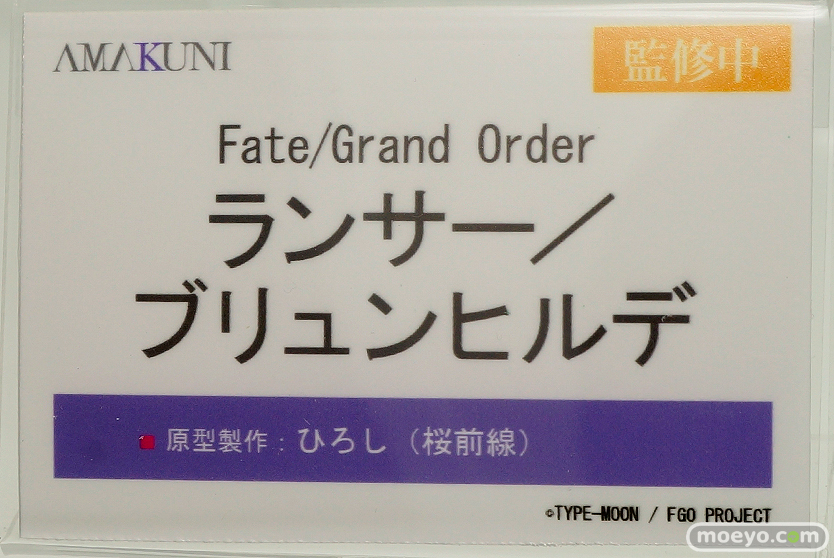 AMAKUNI
監修中
Fate/Grand Order
ランサー／
ブリュンヒルデ
■ 原型製作：ひろし（桜前線）
©TYPE-MOON / FGO PROJECT
moeyo.com